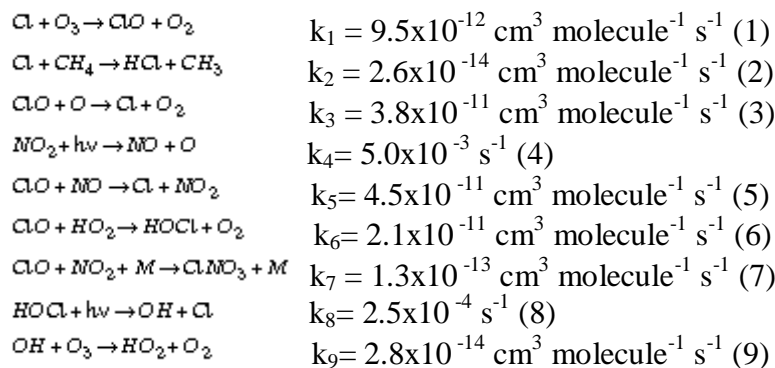 Cl + O₃ → ClO + O₂ k₁ = 9.5x10⁻¹² cm³ molecule⁻¹ s⁻¹ (1)
Cl + CH₄ → HCl + CH₃ k₂ = 2.6x10⁻¹⁴ cm³ molecule⁻¹ s⁻¹ (2)
ClO + O → Cl + O₂ k₃ = 3.8x10⁻¹¹ cm³ molecule⁻¹ s⁻¹ (3)
NO₂ + hν → NO + O k₄= 5.0x10⁻³ s⁻¹ (4)
ClO + NO → Cl + NO₂ k₅= 4.5x10⁻¹¹ cm³ molecule⁻¹ s⁻¹ (5)
ClO + HO₂ → HOCl + O₂ k₆= 2.1x10⁻¹¹ cm³ molecule⁻¹ s⁻¹ (6)
ClO + NO₂ + M → ClNO₃ + M k₇ = 1.3x10⁻¹³ cm³ molecule⁻¹ s⁻¹ (7)
HOCl + hν → OH + Cl k₈= 2.5x10⁻⁴ s⁻¹ (8)
OH + O₃ → HO₂ + O₂ k₉= 2.8x10⁻¹⁴ cm³ molecule⁻¹ s⁻¹ (9)